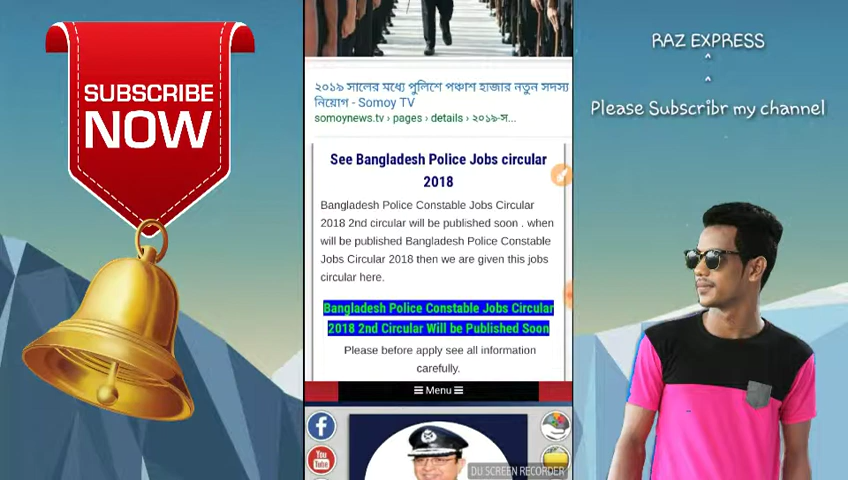 SUBSCRIBE
NOW
২০১৯ সালের মধ্যে পুলিশে পঞ্চাশ হাজার নতুন সদস্য
নিয়োগ - Somoy TV
somoynews.tv › pages › details › ২০১৯-স...
See Bangladesh Police Jobs circular
2018
Bangladesh Police Constable Jobs Circular
2018 2nd circular will be published soon . when
will be published Bangladesh Police Constable
Jobs Circular 2018 then we are given this jobs
circular here.
Bangladesh Police Constable Jobs Circular
2018 2nd Circular Will be Published Soon
Please before apply see all information
carefully.
Menu
You
Tube
DU SCREEN RECORDER
RAZ EXPRESS
Please Subscribr my channel